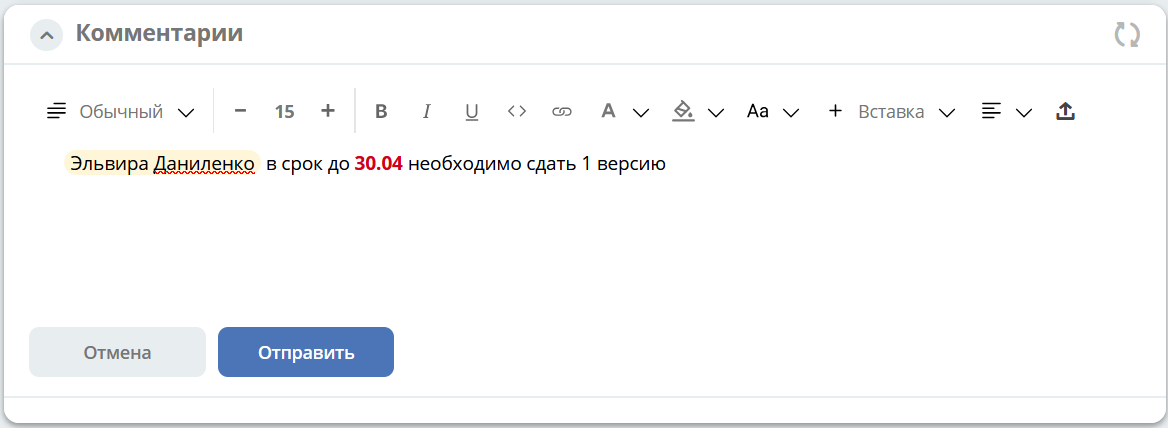 Комментарии
Обычный − 15 + B I U <> A Aa + Вставка
Эльвира Даниленко в срок до 30.04 необходимо сдать 1 версию
Отмена Отправить